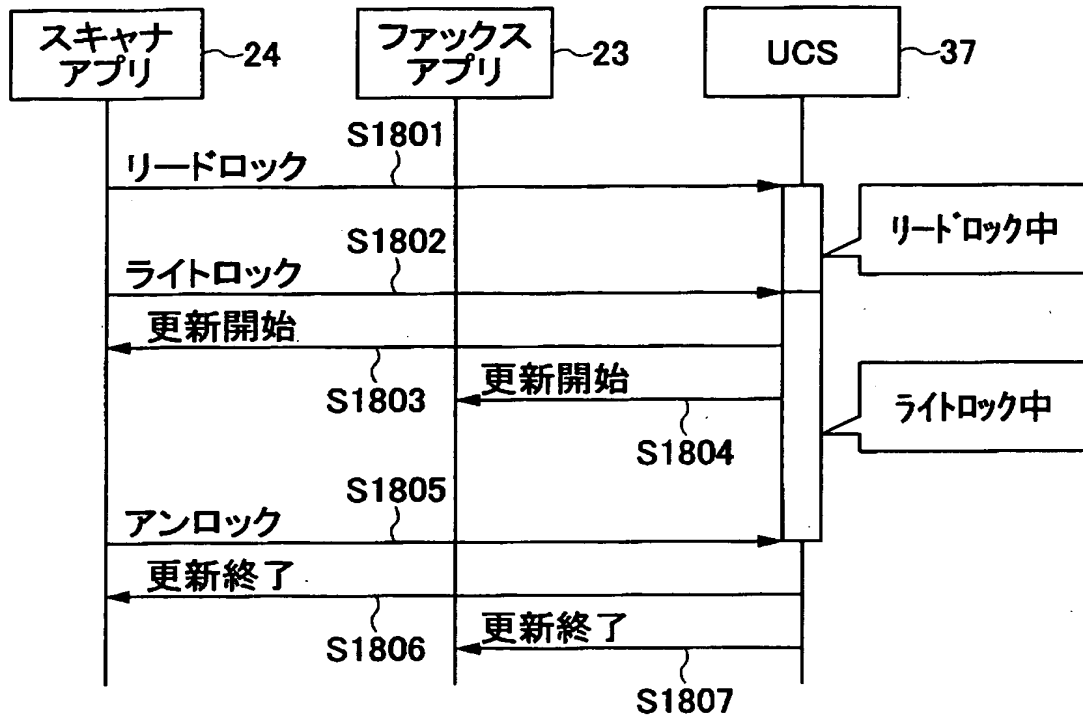 スキャナ
アプリ
24
ファックス
アプリ
23
UCS
37
S1801
リードロック
リードロック中
S1802
ライトロック
更新開始
S1803
更新開始
S1804
ライトロック中
S1805
アンロック
更新終了
S1806
更新終了
S1807